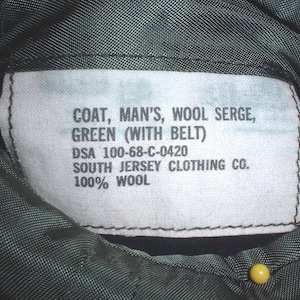 COAT, MAN'S, WOOL SERGE,
GREEN (WITH BELT)
DSA 100-68-C-0420
SOUTH JERSEY CLOTHING CO.
100% WOOL